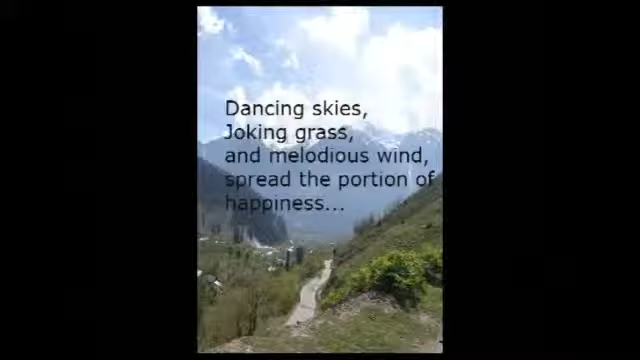 Dancing skies,
Joking grass,
and melodious wind,
spread the portion of
happiness...